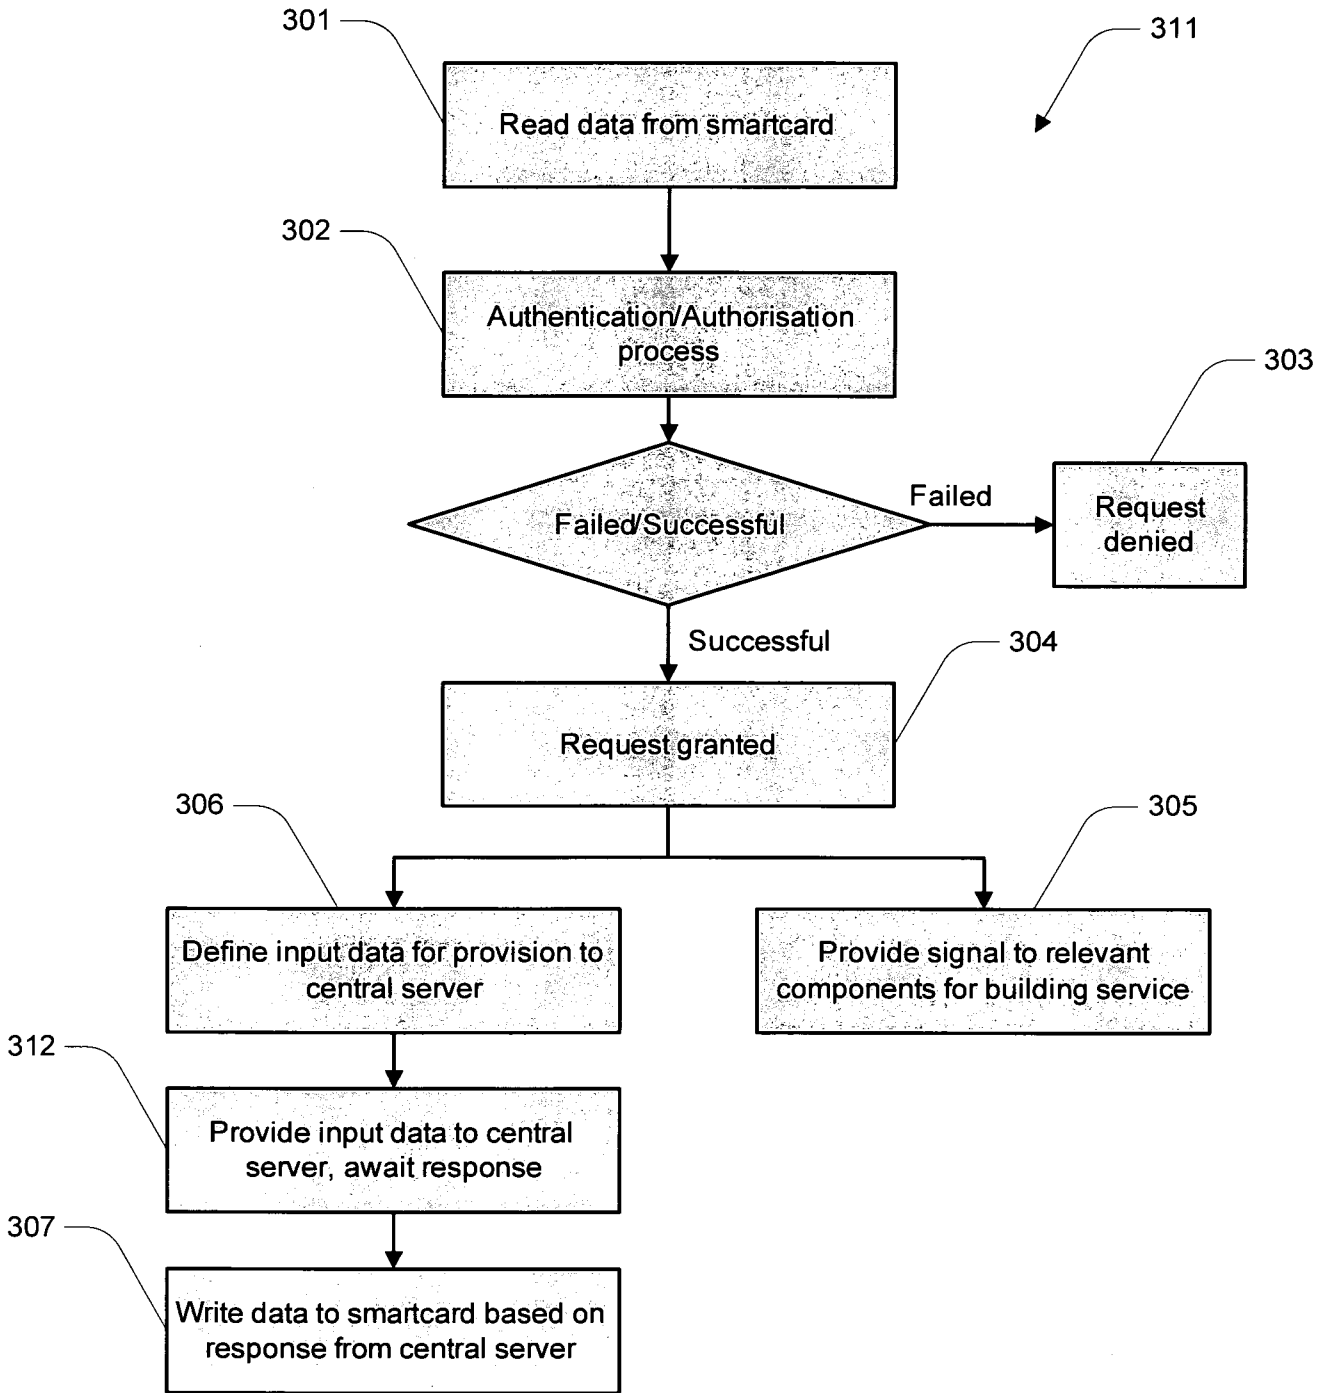 301
311
Read data from smartcard
302
Authentication/Authorisation
process
303
Failed
Request
denied
Failed/Successful
Successful
304
Request granted
306
305
Define input data for provision to
central server
Provide signal to relevant
components for building service
312
Provide input data to central
server, await response
307
Write data to smartcard based on
response from central server